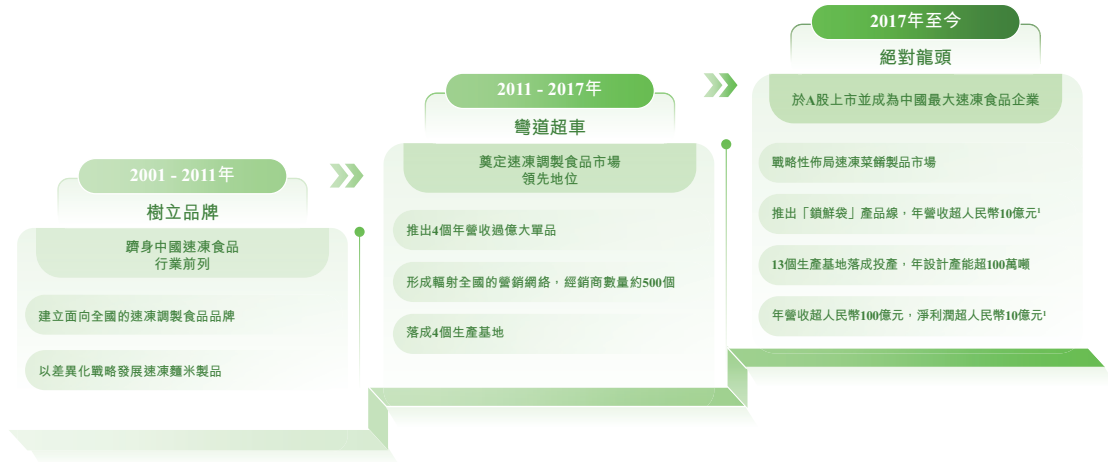 2001 - 2011年
樹立品牌
躋身中國速凍食品
行業前列
建立面向全國的速凍調製食品品牌
以差異化戰略發展速凍麵米製品
2011 - 2017年
彎道超車
奠定速凍調製食品市場
領先地位
推出4個年營收過億大單品
形成輻射全國的營銷網絡，經銷商數量約500個
落成4個生產基地
2017年至今
絕對龍頭
於A股上市並成為中國最大速凍食品企業
戰略性佈局速凍菜餚製品市場
推出「鎖鮮袋」產品線，年營收超人民幣10億元¹
13個生產基地落成投產，年設計產能超100萬噸
年營收超人民幣100億元，淨利潤超人民幣10億元¹